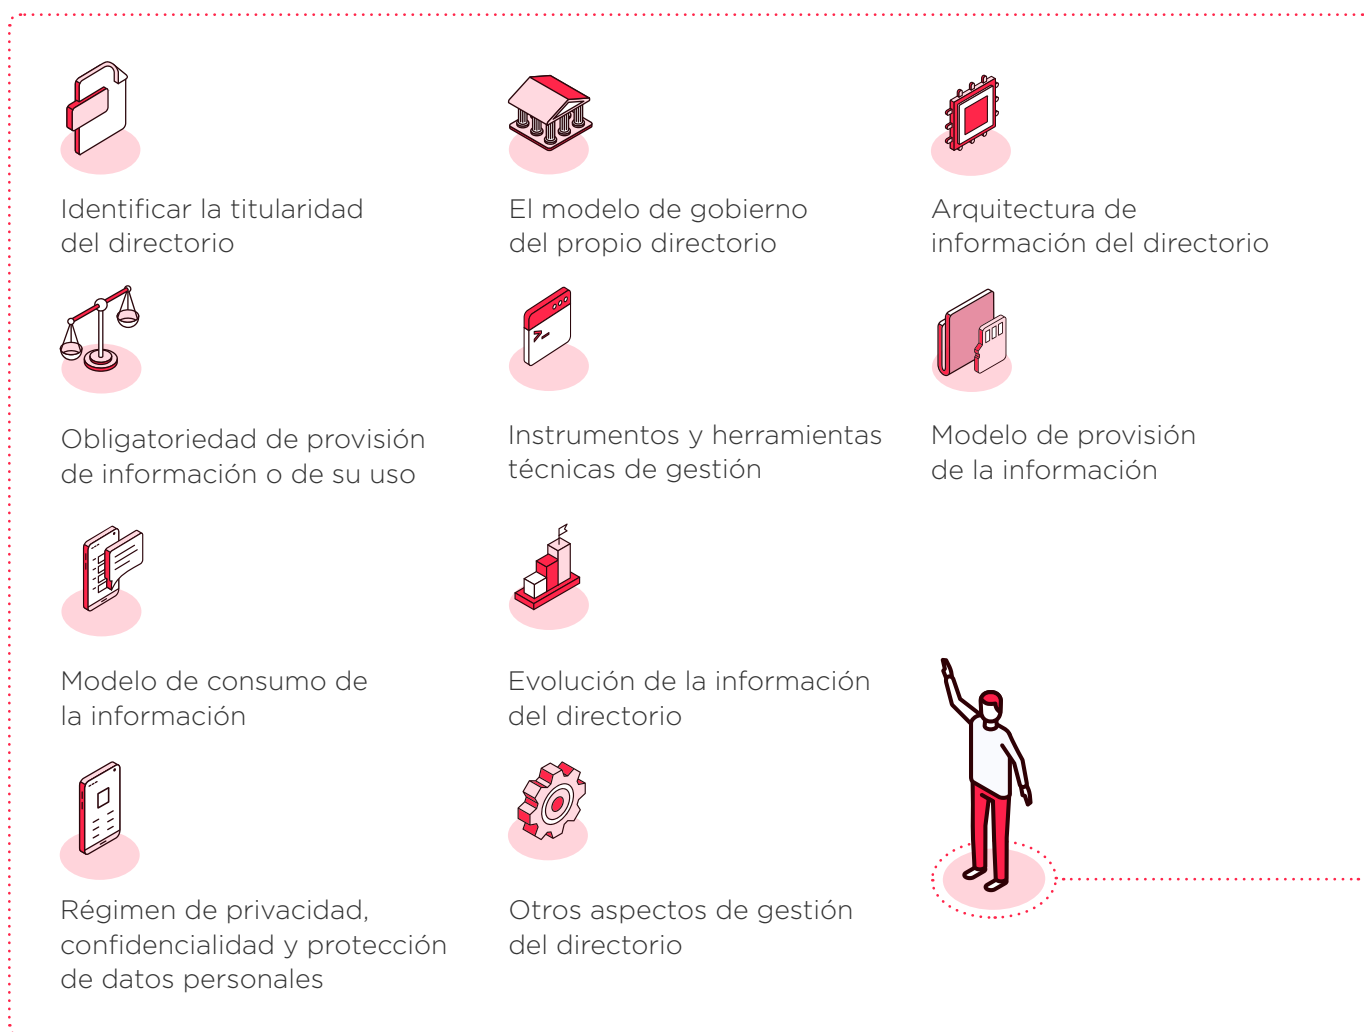 Identificar la titularidad
del directorio
El modelo de gobierno
del propio directorio
Arquitectura de
información del directorio
Obligatoriedad de provisión
de información o de su uso
Instrumentos y herramientas
técnicas de gestión
Modelo de provisión
de la información
Modelo de consumo de
la información
Evolución de la información
del directorio
Régimen de privacidad,
confidencialidad y protección
de datos personales
Otros aspectos de gestión
del directorio